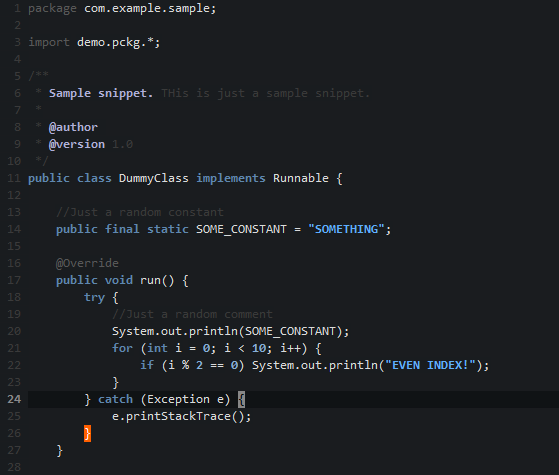 1 package com.example.sample;
2
3 import demo.pckg.*;
4
5 /**
6  * Sample snippet. THis is just a sample snippet.
7  *
8  * @author
9  * @version 1.0
10  */
11 public class DummyClass implements Runnable {
12
13     //Just a random constant
14     public final static SOME_CONSTANT = "SOMETHING";
15
16     @Override
17     public void run() {
18         try {
19             //Just a random comment
20             System.out.println(SOME_CONSTANT);
21             for (int i = 0; i < 10; i++) {
22                 if (i % 2 == 0) System.out.println("EVEN INDEX!");
23             }
24         } catch (Exception e) {
25             e.printStackTrace();
26         }
27     }
28